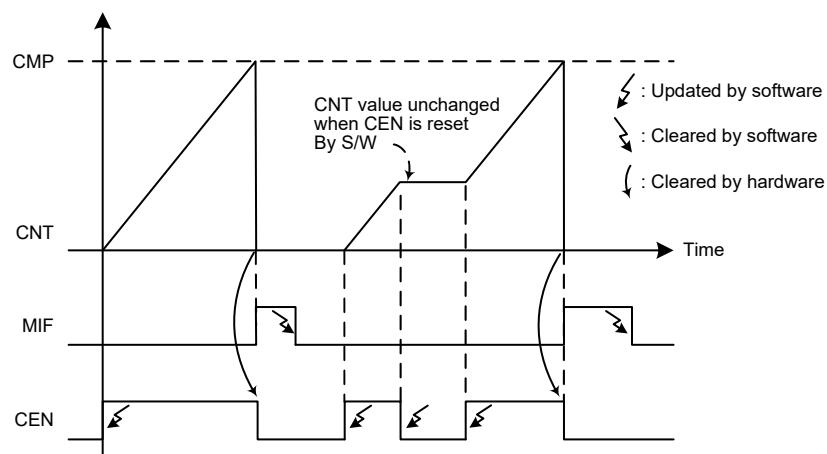 CMP
CNT value unchanged
when CEN is reset
By S/W
: Updated by software
: Cleared by software
: Cleared by hardware
CNT
Time
MIF
CEN